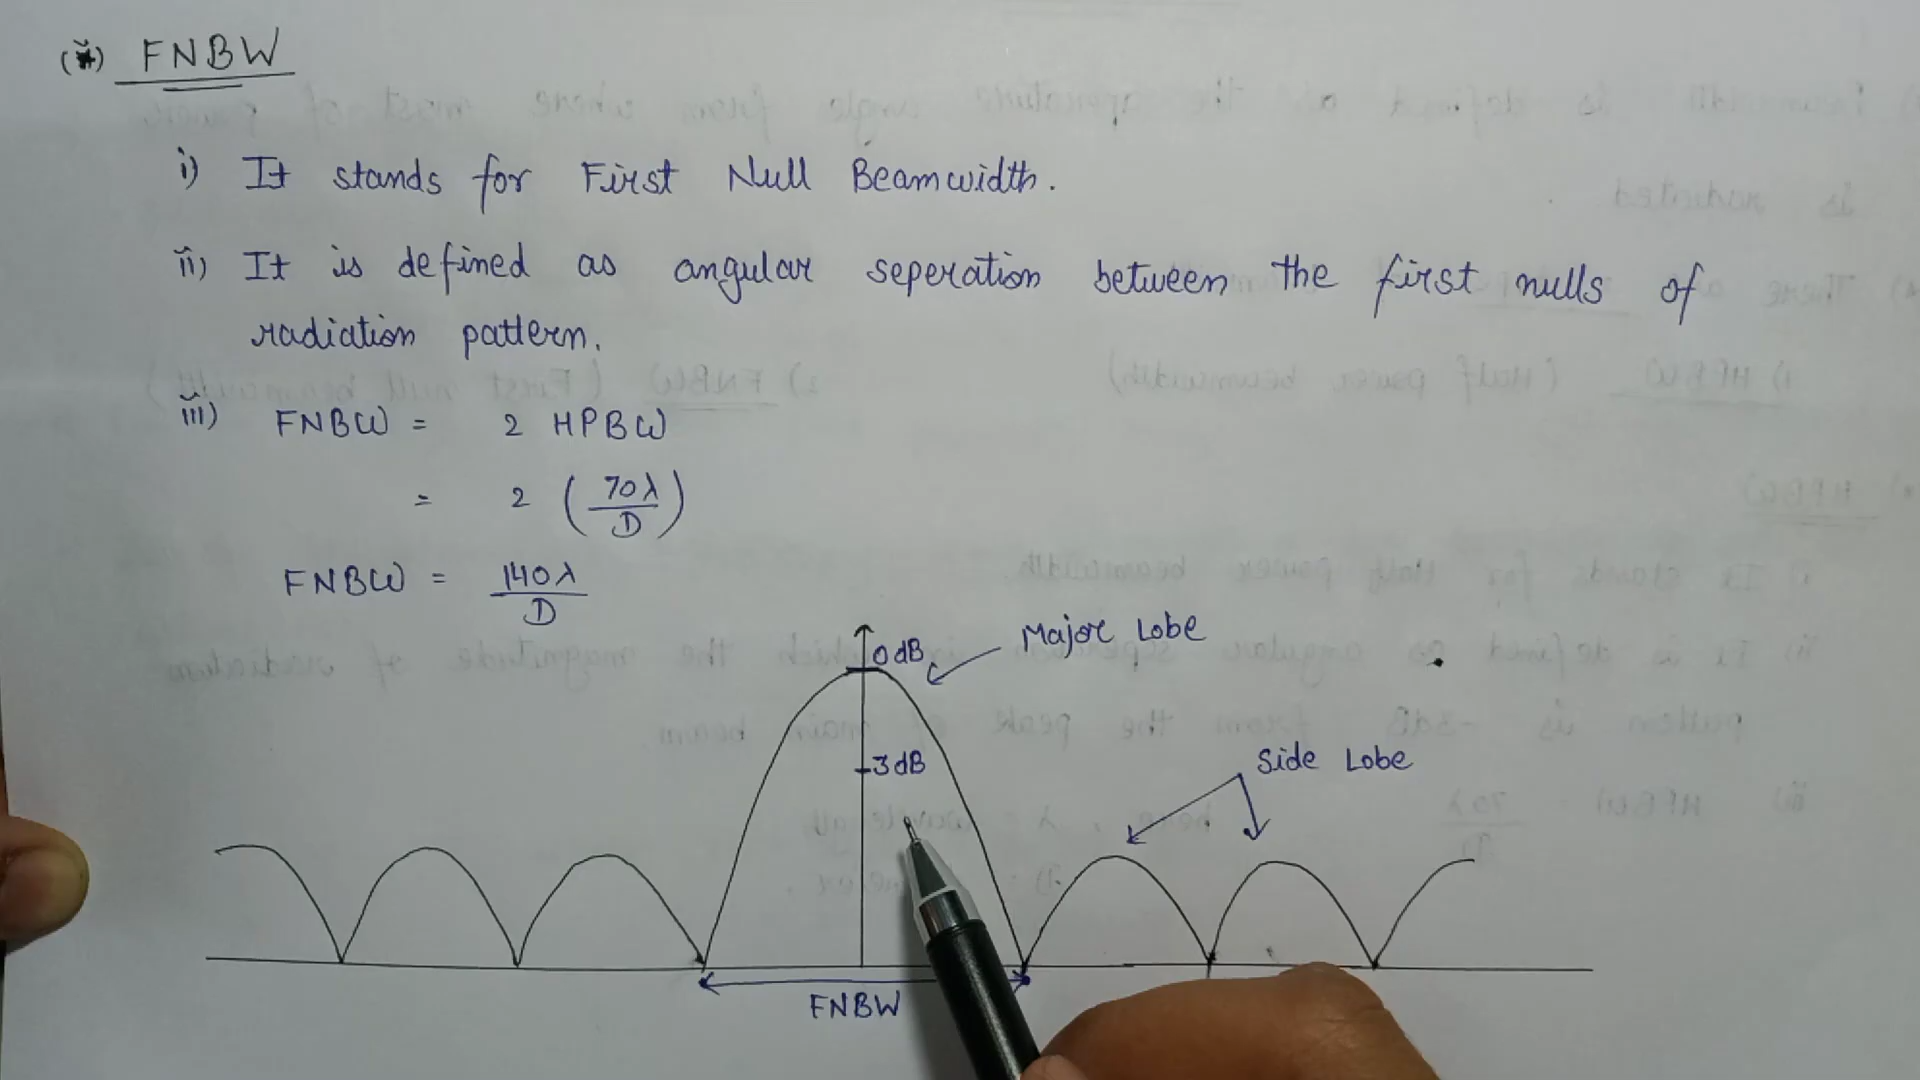 (*) FNBW
i) It stands for First Null Beamwidth.
ii) It is defined as angular seperation between the first nulls of
radiation pattern.
iii) FNBW = 2 HPBW
= 2 (70λ/D)
FNBW = 140λ/D
0dB
Major Lobe
-3dB
Side Lobe
FNBW